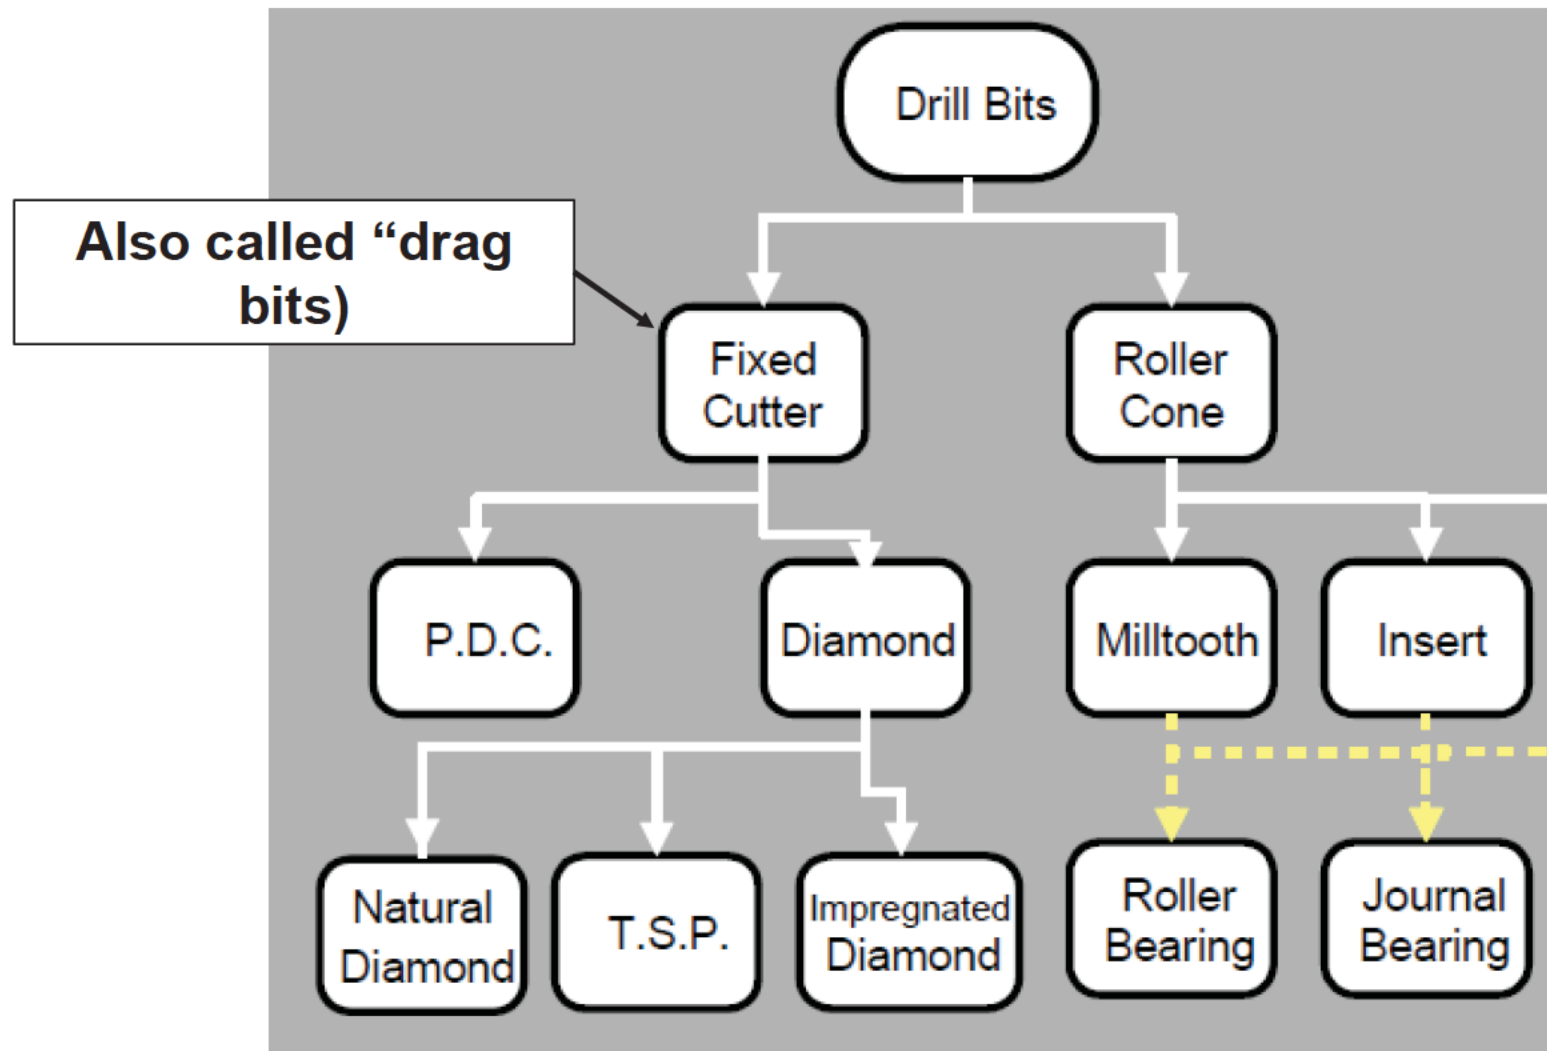 Drill Bits
Also called “drag
bits)
Fixed
Cutter
Roller
Cone
P.D.C.
Diamond
Milltooth
Insert
Natural
Diamond
T.S.P.
Impregnated
Diamond
Roller
Bearing
Journal
Bearing